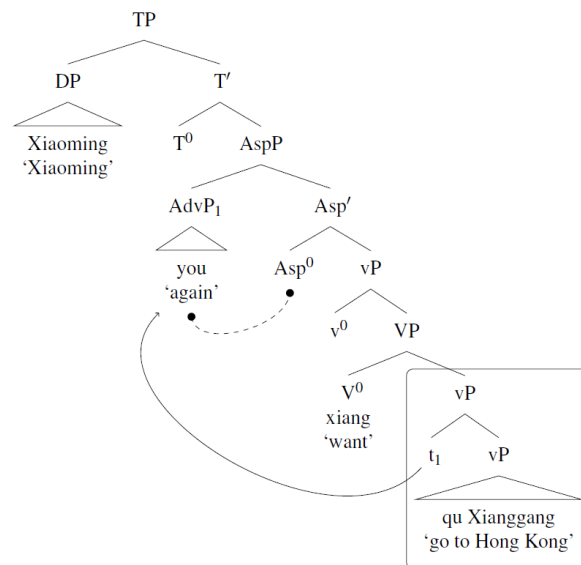 TP
DP T′
Xiaoming
‘Xiaoming’
T⁰ AspP
AdvP₁ Asp′
you
‘again’
Asp⁰ vP
v⁰ VP
V⁰
xiang
‘want’
vP
t₁ vP
qu Xianggang
‘go to Hong Kong’